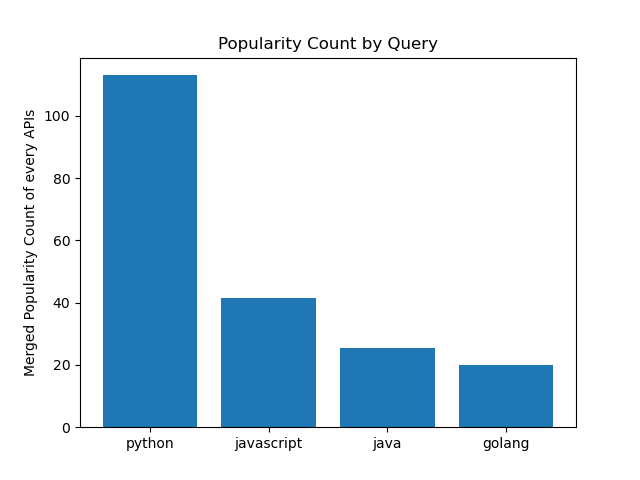 Popularity Count by Query
Merged Popularity Count of every APIs
100
80
60
40
20
0
python
javascript
java
golang